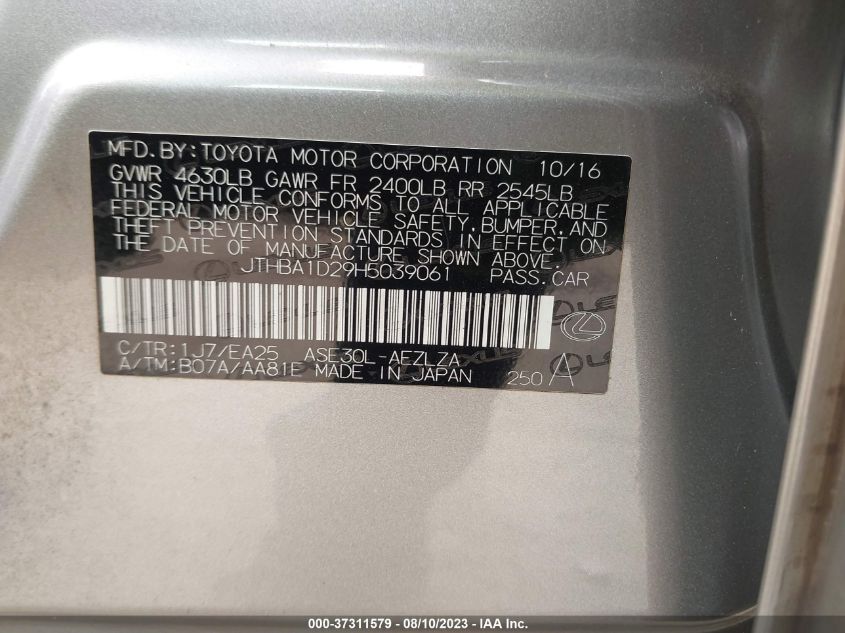 MFD.BY:TOYOTA MOTOR CORPORATION 10/16
GVWR 4630LB GAWR FR 2400LB RR 2545LB
THIS VEHICLE CONFORMS TO ALL APPLICABLE
FEDERAL MOTOR VEHICLE SAFETY,BUMPER,AND
THEFT PREVENTION STANDARDS IN EFFECT ON
THE DATE OF MANUFACTURE SHOWN ABOVE.
JTHBA1D29H5039061 PASS.CAR
C/TR:1J7/EA25 ASE30L-AEZLZA
A/TM:B07A/AA81E MADE IN JAPAN 250 A
LEXUS
000-37311579 — 08/10/2023 - IAA Inc.